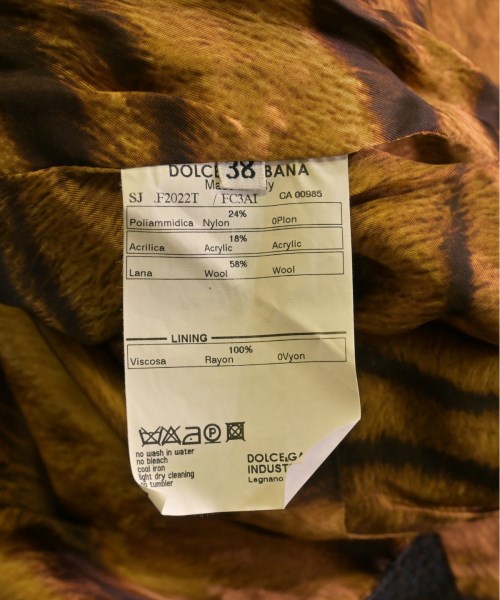 38
DOLCE BANA
Ma ly
SJ .F2022T / FC3AI CA 00985
24%
Poliammidica Nylon 0Plon
18%
Acrilica Acrylic Acrylic
58%
Lana Wool Wool
LINING
100%
Viscosa Rayon 0Vyon
no wash in water
no bleach
cool iron
light dry cleaning
no tumbler
DOLCE&GA
INDUST
Legnano